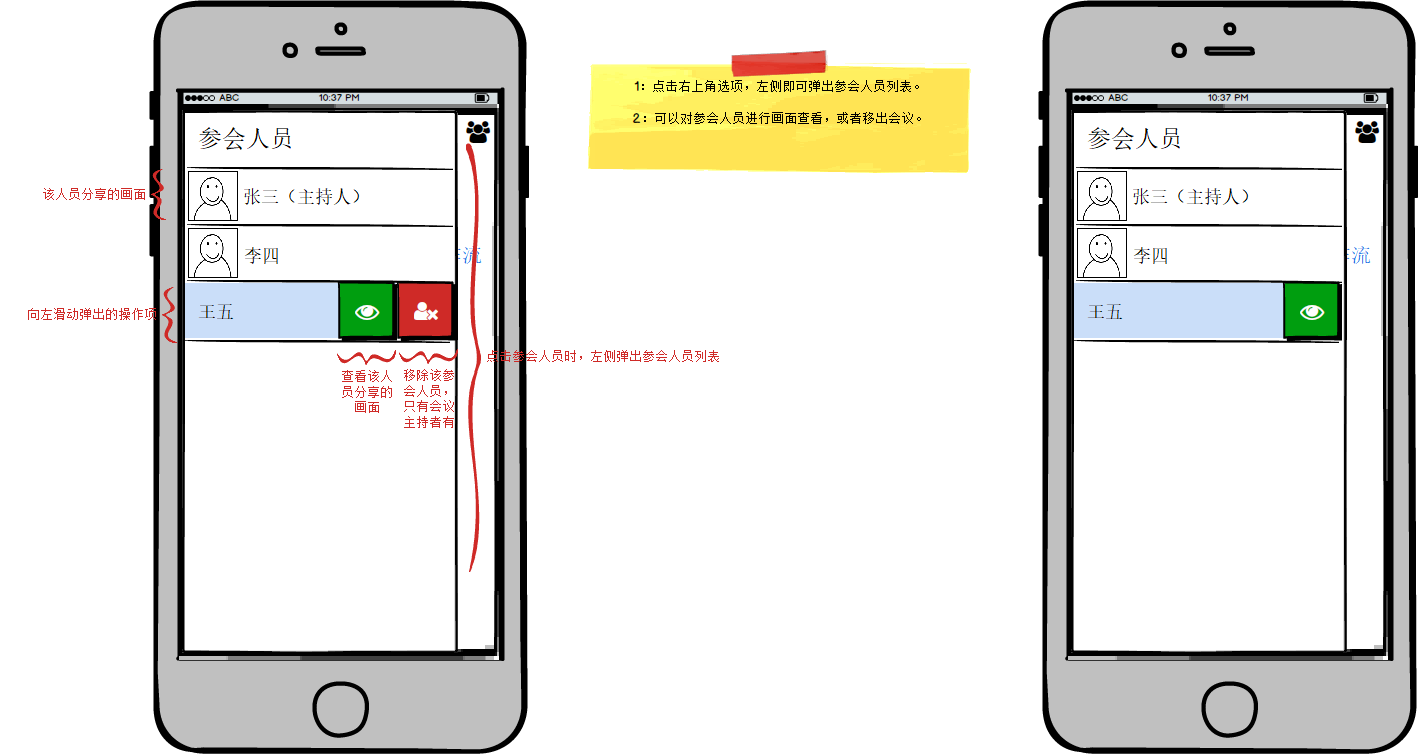 ABC 10:37 PM
参会人员
张三（主持人）
李四
流
王五
该人员分享的画面
向左滑动弹出的操作项
查看该人
员分享的
画面
移除该参
会人员，
只有会议
主持者有
点击参会人员时，左侧弹出参会人员列表
1：点击右上角选项，左侧即可弹出参会人员列表。
2：可以对参会人员进行画面查看，或者移出会议。
ABC 10:37 PM
参会人员
张三（主持人）
李四
流
王五